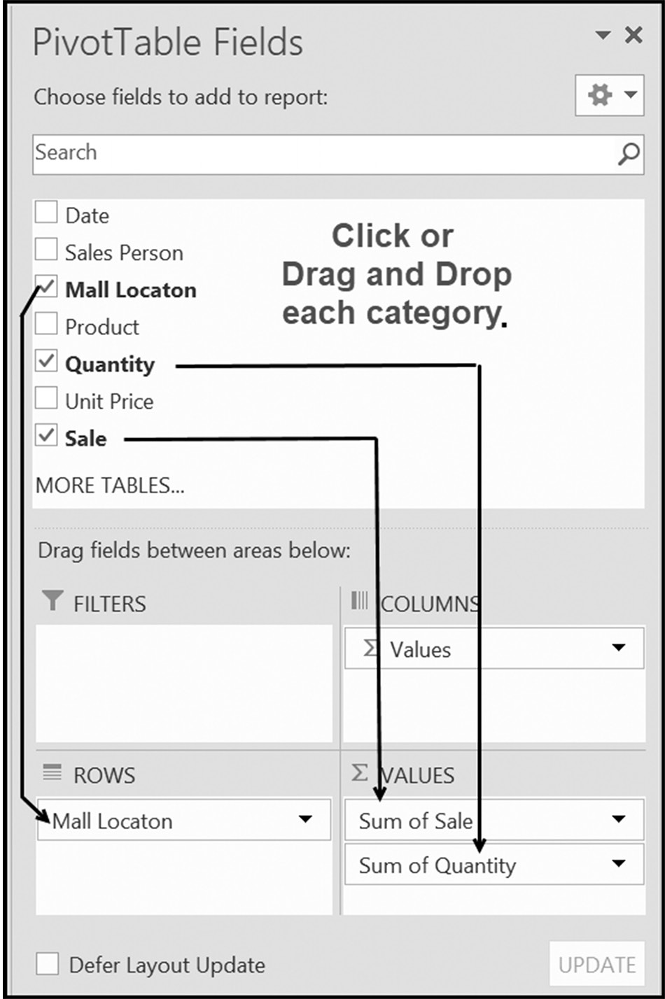 PivotTable Fields
Choose fields to add to report:
Search
Date
Sales Person
Mall Locaton
Product
Quantity
Unit Price
Sale
MORE TABLES...
Click or
Drag and Drop
each category.
Drag fields between areas below:
FILTERS
COLUMNS
Σ Values
ROWS
Mall Locaton
Σ VALUES
Sum of Sale
Sum of Quantity
Defer Layout Update
UPDATE